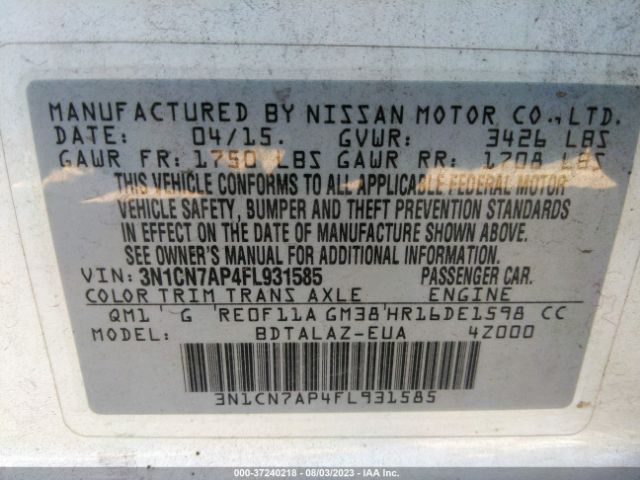 MANUFACTURED BY NISSAN MOTOR CO., LTD.
DATE: 04/15. GVWR: 3426 LBS
GAWR FR: 1750 LBS GAWR RR: 1708 LBS
THIS VEHICLE CONFORMS TO ALL APPLICABLE FEDERAL MOTOR
VEHICLE SAFETY, BUMPER AND THEFT PREVENTION STANDARDS
IN EFFECT ON THE DATE OF MANUFACTURE SHOWN ABOVE.
SEE OWNER'S MANUAL FOR ADDITIONAL INFORMATION.
VIN: 3N1CN7AP4FL931585 PASSENGER CAR.
COLOR TRIM TRANS AXLE ENGINE
QM1 G RE0F11A GM38 HR16DE1598 CC
MODEL: BDTALAZ-EUA 4Z000
3N1CN7AP4FL931585
000-37240218 - 08/03/2023 - IAA Inc.